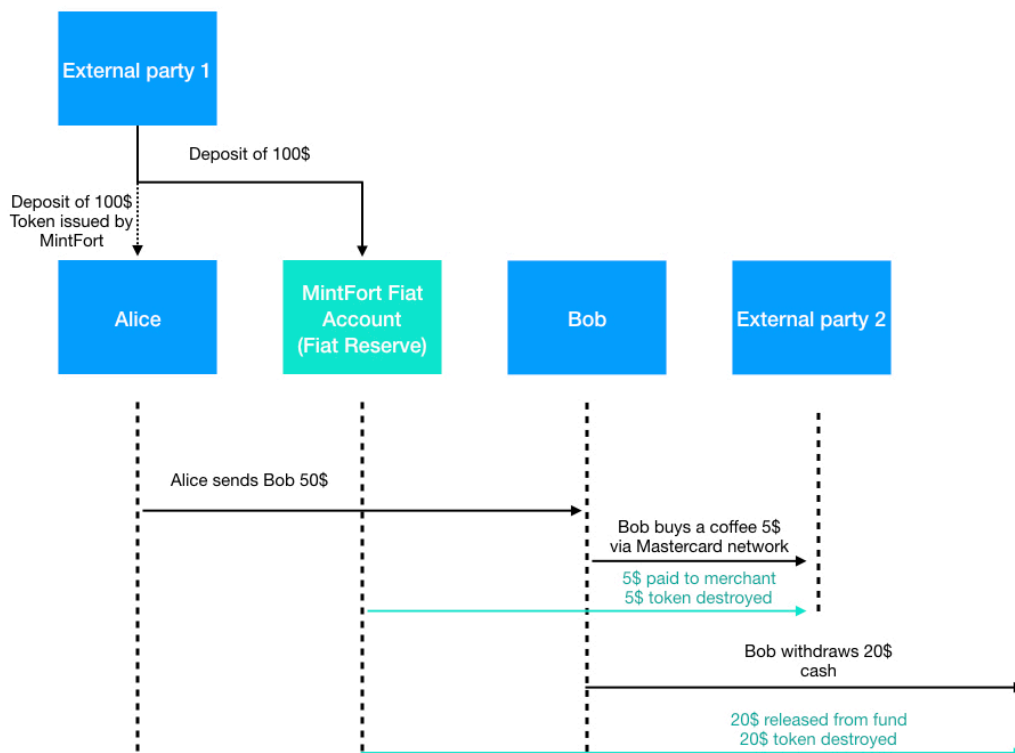 External party 1
Deposit of 100$
Deposit of 100$
Token issued by
MintFort
Alice
MintFort Fiat
Account
(Fiat Reserve)
Bob
External party 2
Alice sends Bob 50$
Bob buys a coffee 5$
via Mastercard network
5$ paid to merchant
5$ token destroyed
Bob withdraws 20$
cash
20$ released from fund
20$ token destroyed